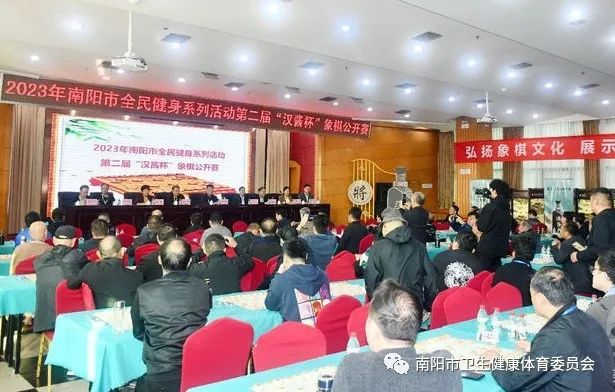 2023年南阳市全民健身系列活动第二届“汉酱杯”象棋公开赛
2023年南阳市全民健身系列活动
第二届“汉酱杯”象棋公开赛
弘扬象棋文化 展示
將
南阳市卫生健康体育委员会